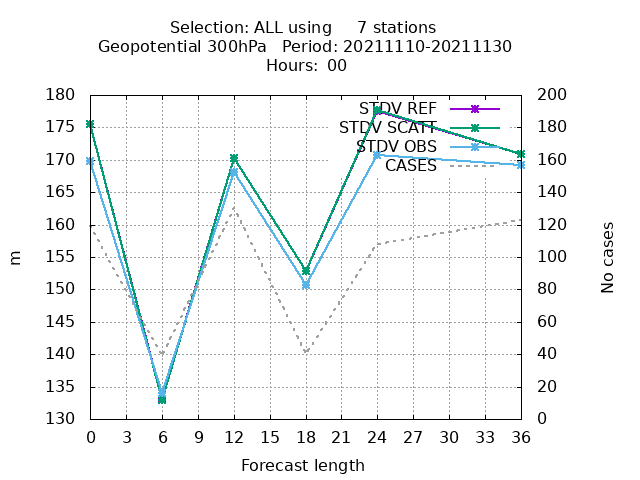 Selection: ALL using     7 stations
Geopotential 300hPa   Period: 20211110-20211130
Hours:  00
180
175
170
165
160
155
150
145
140
135
130
200
180
160
140
120
100
80
60
40
20
0
STDV REF
STDV SCATT
STDV OBS
CASES
m
No cases
0 3 6 9 12 15 18 21 24 27 30 33 36
Forecast length